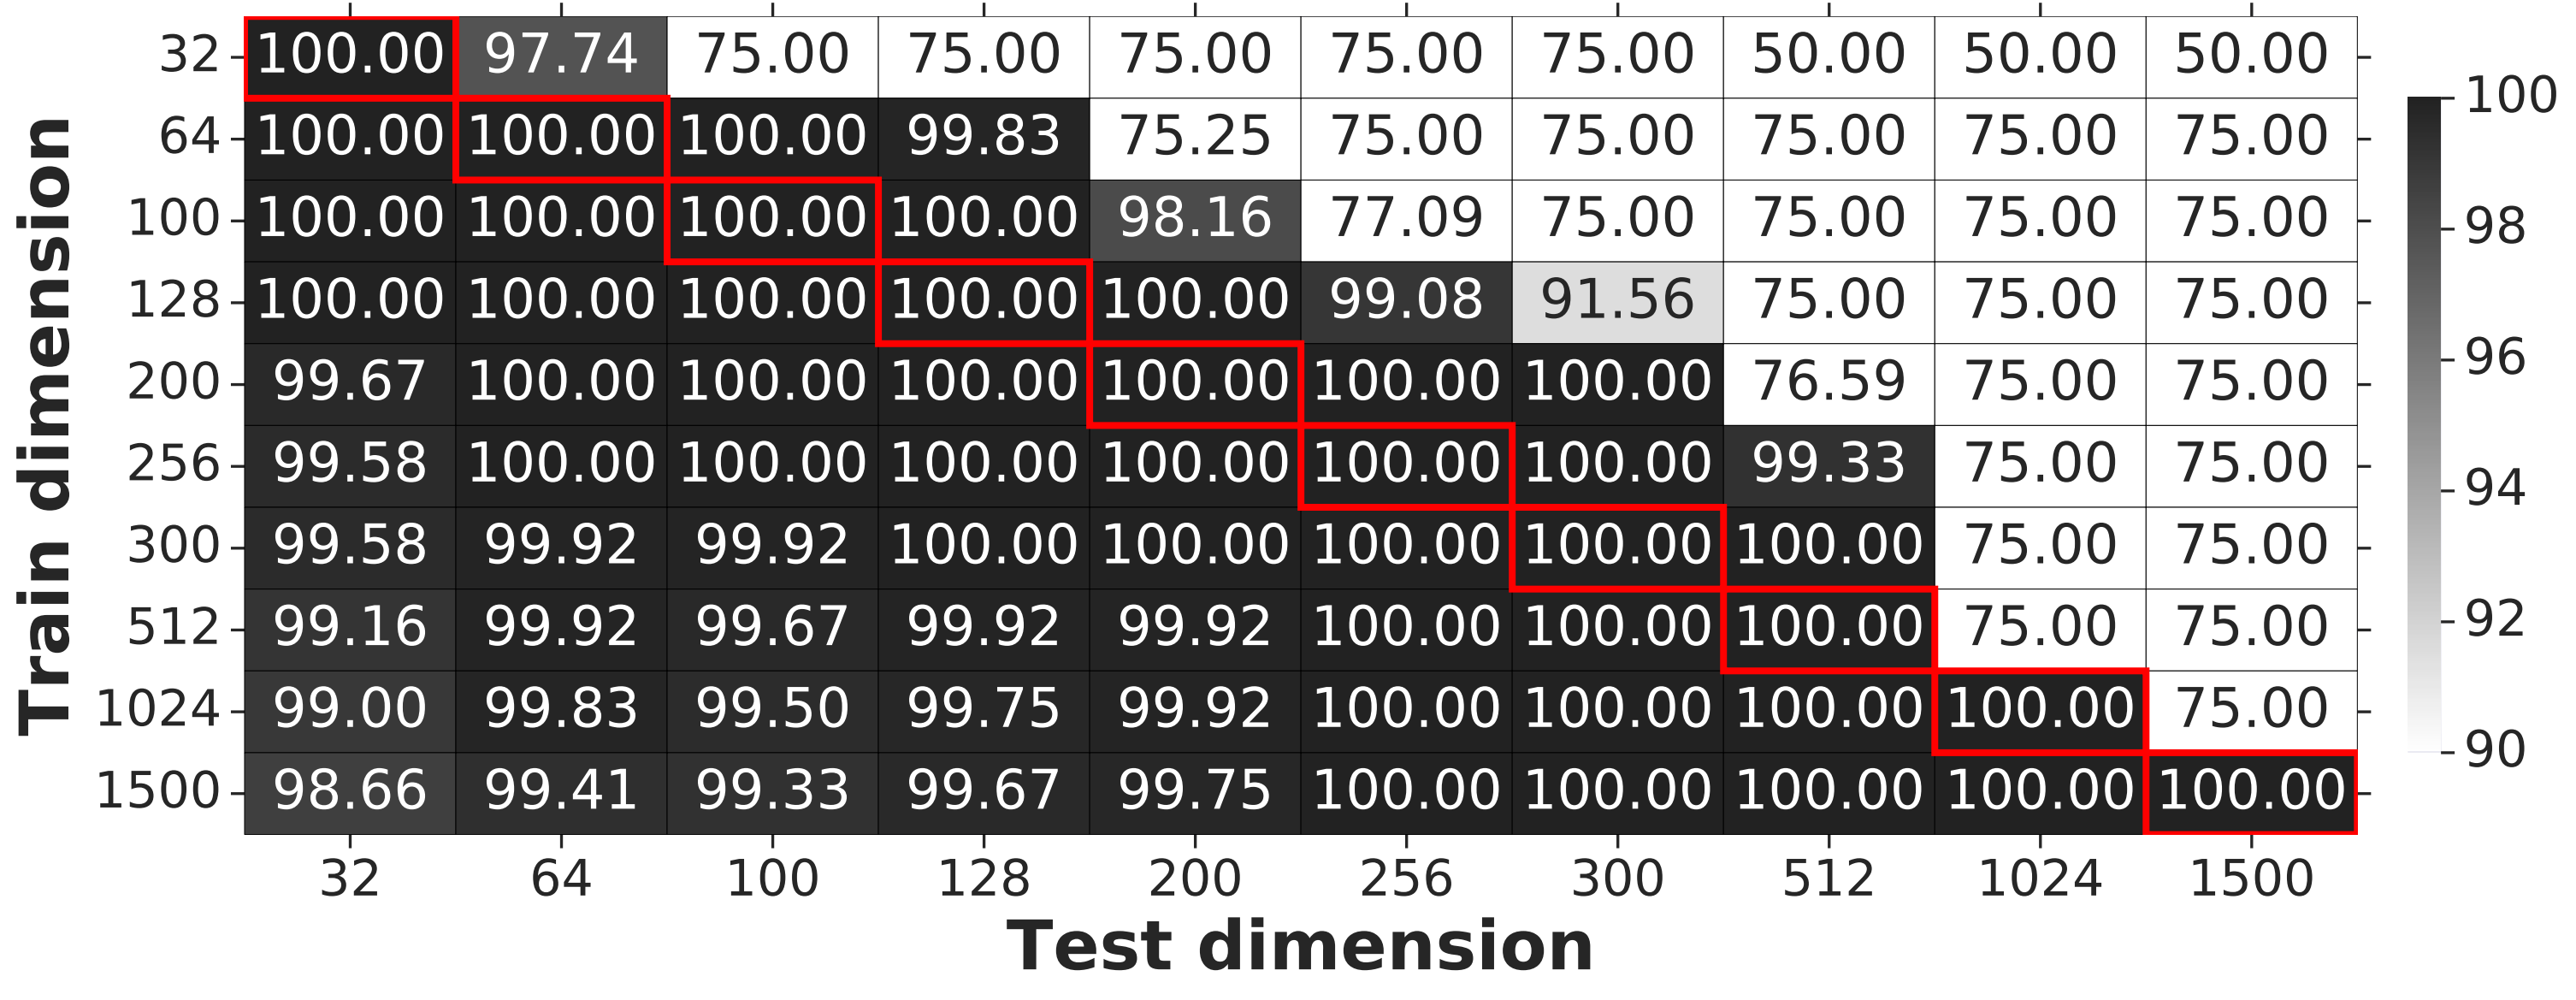 Train dimension
32 100.00 97.74 75.00 75.00 75.00 75.00 75.00 50.00 50.00 50.00
64 100.00 100.00 100.00 99.83 75.25 75.00 75.00 75.00 75.00 75.00
100 100.00 100.00 100.00 100.00 98.16 77.09 75.00 75.00 75.00 75.00
128 100.00 100.00 100.00 100.00 100.00 99.08 91.56 75.00 75.00 75.00
200 99.67 100.00 100.00 100.00 100.00 100.00 100.00 76.59 75.00 75.00
256 99.58 100.00 100.00 100.00 100.00 100.00 100.00 99.33 75.00 75.00
300 99.58 99.92 99.92 100.00 100.00 100.00 100.00 100.00 75.00 75.00
512 99.16 99.92 99.67 99.92 99.92 100.00 100.00 100.00 75.00 75.00
1024 99.00 99.83 99.50 99.75 99.92 100.00 100.00 100.00 100.00 75.00
1500 98.66 99.41 99.33 99.67 99.75 100.00 100.00 100.00 100.00 100.00
32 64 100 128 200 256 300 512 1024 1500
Test dimension
100
98
96
94
92
90